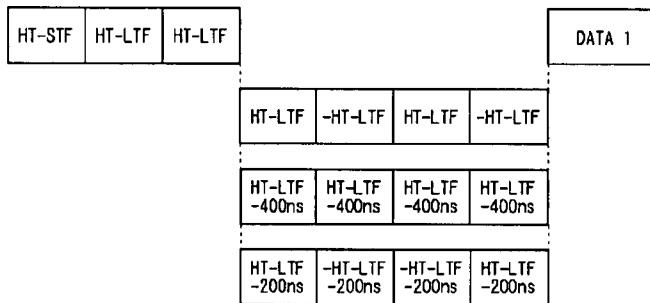 HT-STF HT-LTF HT-LTF DATA 1
HT-LTF -HT-LTF HT-LTF -HT-LTF
HT-LTF HT-LTF HT-LTF HT-LTF
-400ns -400ns -400ns -400ns
HT-LTF -HT-LTF -HT-LTF HT-LTF
-200ns -200ns -200ns -200ns